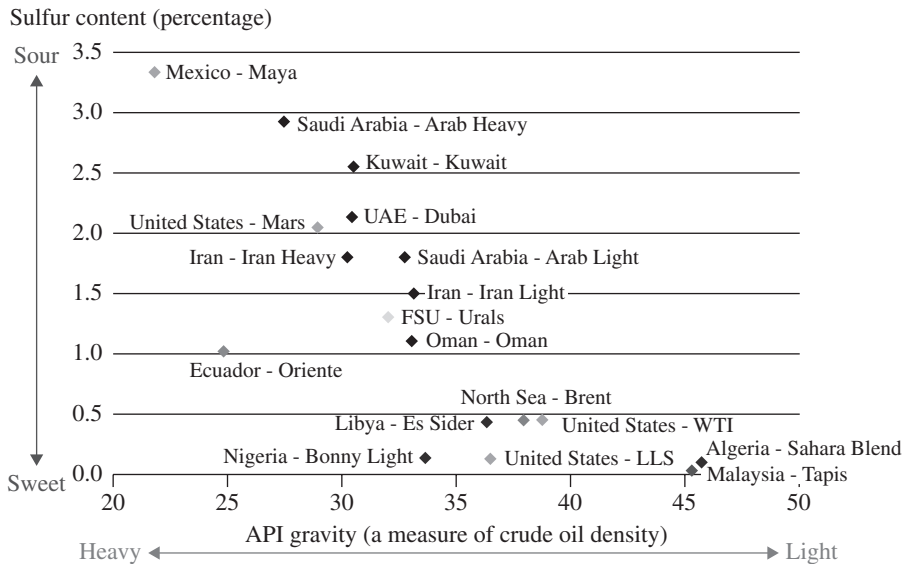 Sulfur content (percentage)
Sour
3.5
Mexico - Maya
3.0
Saudi Arabia - Arab Heavy
Kuwait - Kuwait
2.5
United States - Mars
UAE - Dubai
2.0
Iran - Iran Heavy
Saudi Arabia - Arab Light
1.5
Iran - Iran Light
FSU - Urals
Oman - Oman
1.0
Ecuador - Oriente
North Sea - Brent
0.5
Libya - Es Sider
United States - WTI
Nigeria - Bonny Light
United States - LLS
Algeria - Sahara Blend
Malaysia - Tapis
0.0
Sweet
20 25 30 35 40 45 50
API gravity (a measure of crude oil density)
Heavy Light